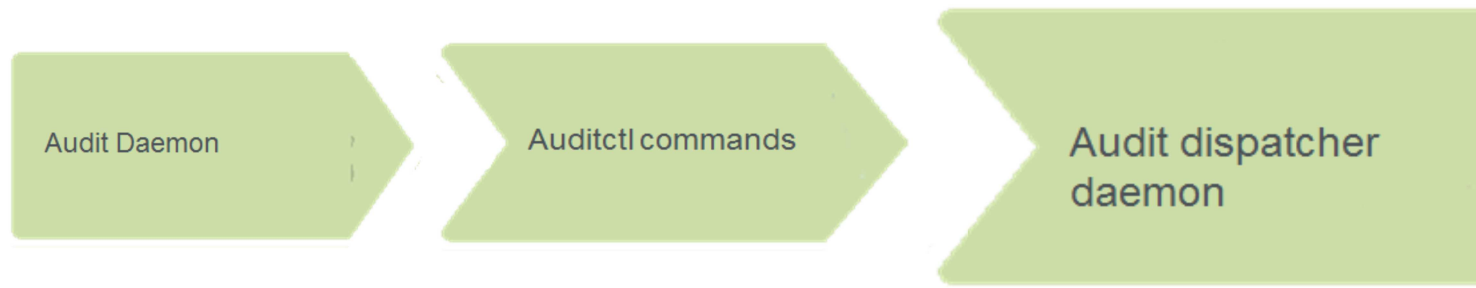 Audit Daemon
Auditctl commands
Audit dispatcher
daemon